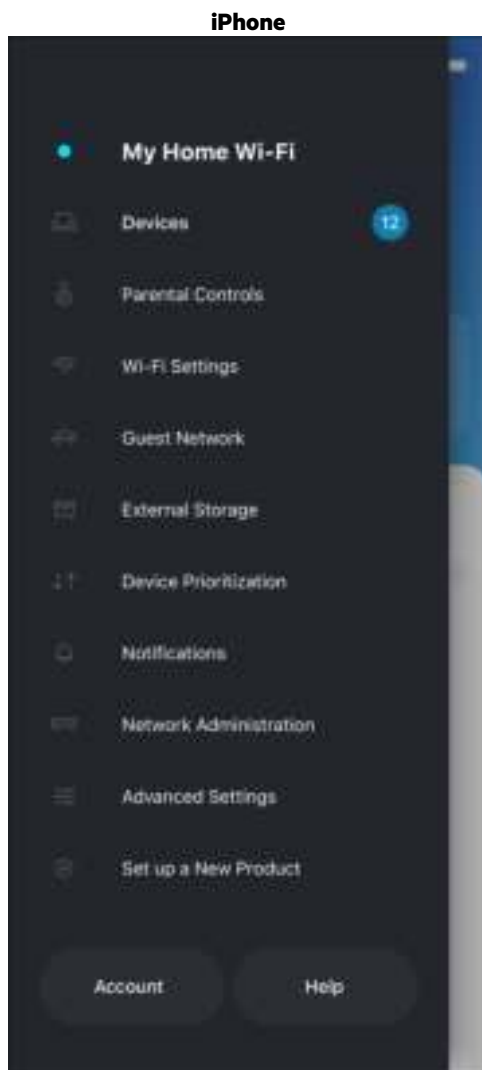 iPhone
My Home Wi-Fi
Devices 12
Parental Controls
Wi-Fi Settings
Guest Network
External Storage
Device Prioritization
Notifications
Network Administration
Advanced Settings
Set up a New Product
Account Help